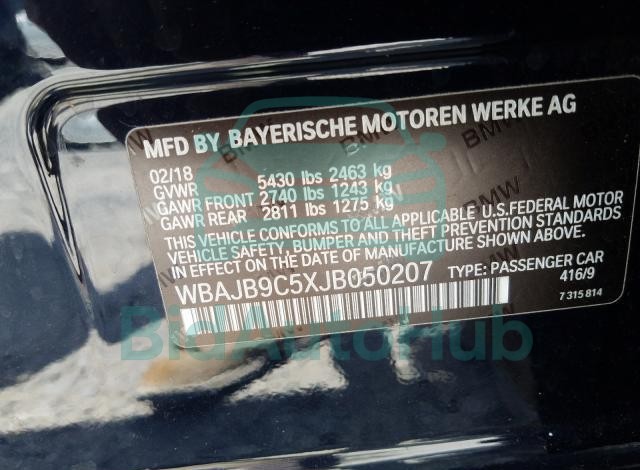 MFD BY BAYERISCHE MOTOREN WERKE AG
02/18
GVWR 5430 lbs 2463 kg
GAWR FRONT 2740 lbs 1243 kg
GAWR REAR 2811 lbs 1275 kg
THIS VEHICLE CONFORMS TO ALL APPLICABLE U.S.FEDERAL MOTOR
VEHICLE SAFETY, BUMPER AND THEFT PREVENTION STANDARDS
IN EFFECT ON THE DATE OF MANUFACTURE SHOWN ABOVE.
WBAJB9C5XJB050207 TYPE: PASSENGER CAR
416/9
7 315 814
BidAutoHub